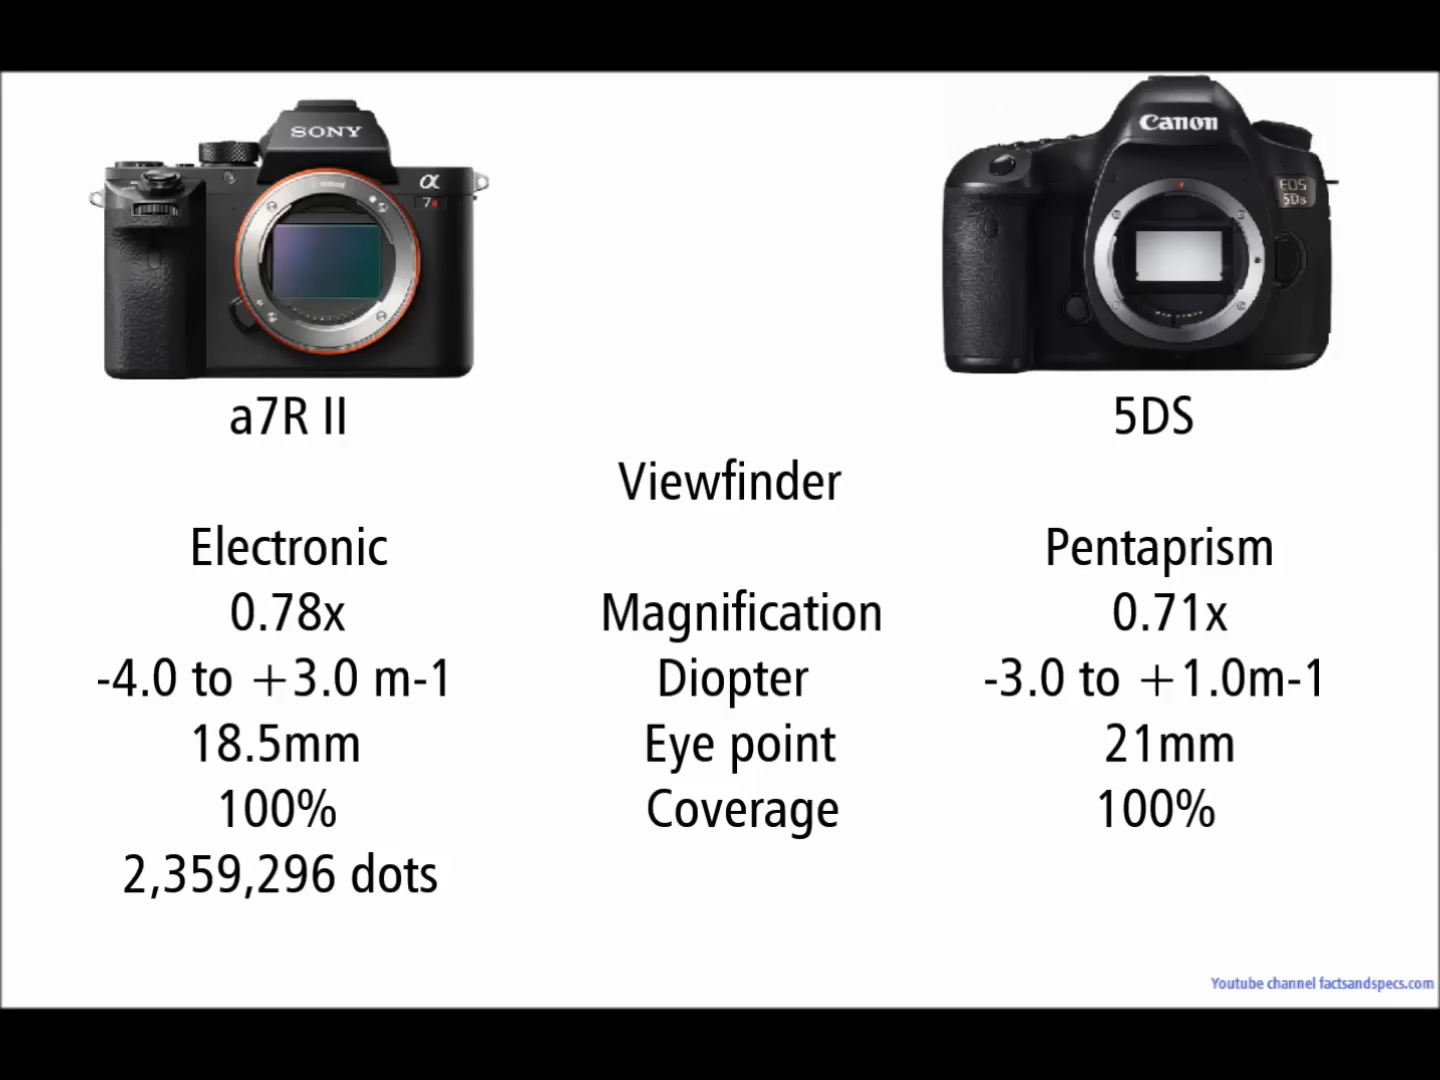 SONY
α
7R
Canon
EOS
5Ds
a7R II
5DS
Viewfinder
Electronic
Pentaprism
0.78x
Magnification
0.71x
-4.0 to +3.0 m-1
Diopter
-3.0 to +1.0m-1
18.5mm
Eye point
21mm
100%
Coverage
100%
2,359,296 dots
Youtube channel factsandspecs.com